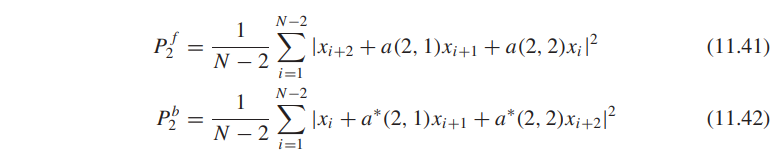 P_2^f = \frac{1}{N-2} \sum_{i=1}^{N-2} |x_{i+2} + a(2, 1)x_{i+1} + a(2, 2)x_i|^2 (11.41)
P_2^b = \frac{1}{N-2} \sum_{i=1}^{N-2} |x_i + a^*(2, 1)x_{i+1} + a^*(2, 2)x_{i+2}|^2 (11.42)